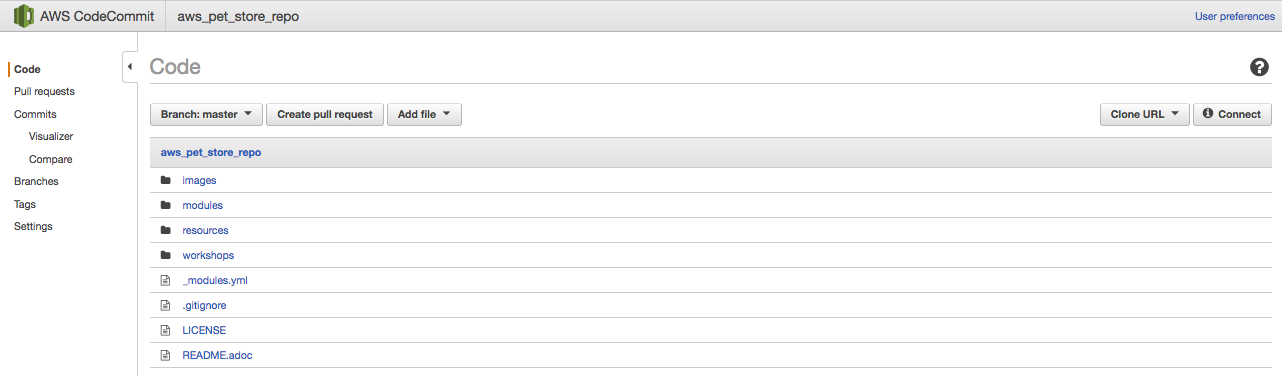 AWS CodeCommit aws_pet_store_repo User preferences
Code
Pull requests
Commits
Visualizer
Compare
Branches
Tags
Settings
Code
?
Branch: master Create pull request Add file Clone URL Connect
aws_pet_store_repo
images
modules
resources
workshops
_modules.yml
.gitignore
LICENSE
README.adoc